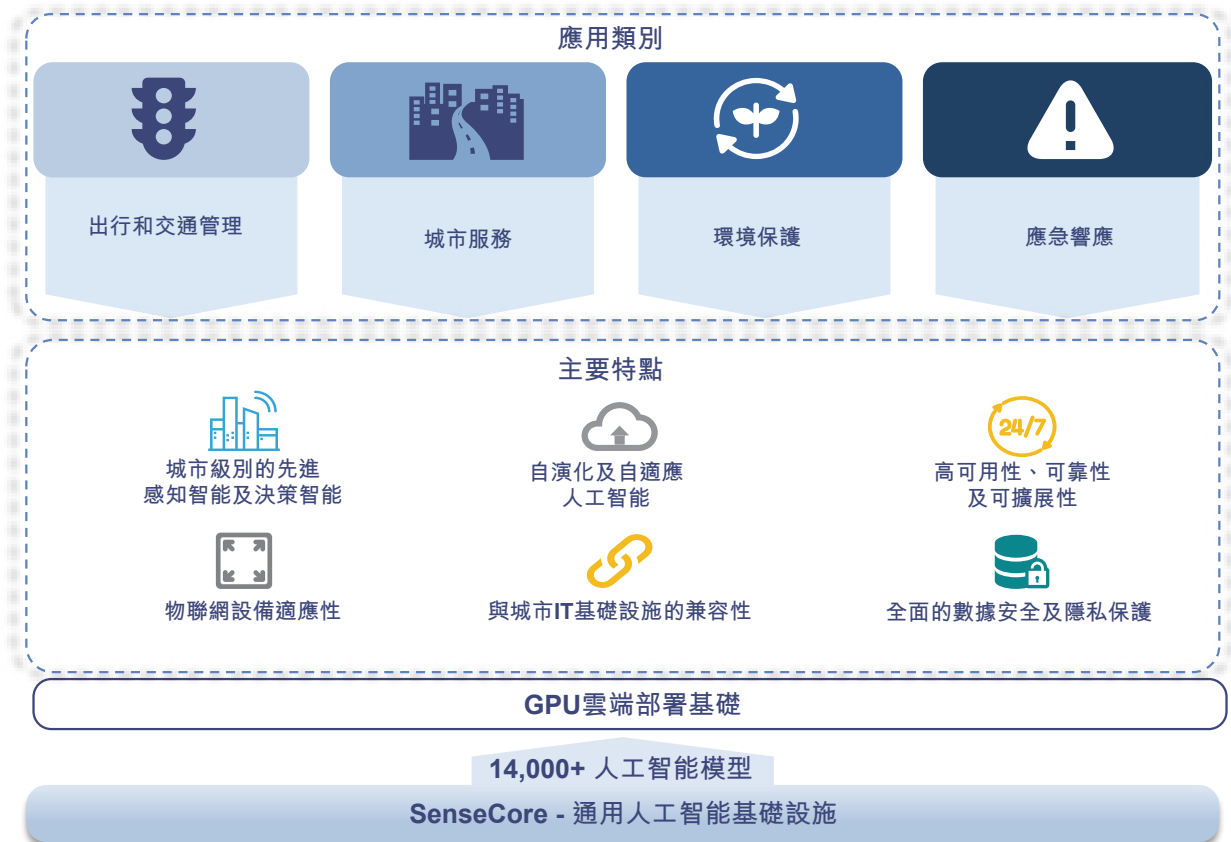 應用類別
出行和交通管理
城市服務
環境保護
應急響應
主要特點
城市級別的先進
感知智能及決策智能
自演化及自適應
人工智能
24/7
高可用性、可靠性
及可擴展性
物聯網設備適應性
與城市IT基礎設施的兼容性
全面的數據安全及隱私保護
GPU雲端部署基礎
14,000+ 人工智能模型
SenseCore - 通用人工智能基礎設施